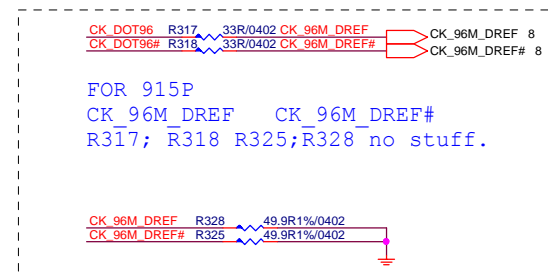 CK_DOT96 R317 33R/0402 CK_96M_DREF CK_96M_DREF 8
CK_DOT96# R318 33R/0402 CK_96M_DREF# CK_96M_DREF# 8
FOR 915P
CK_96M_DREF CK_96M_DREF#
R317; R318 R325;R328 no stuff.
CK_96M_DREF R328 49.9R1%/0402
CK_96M_DREF# R325 49.9R1%/0402